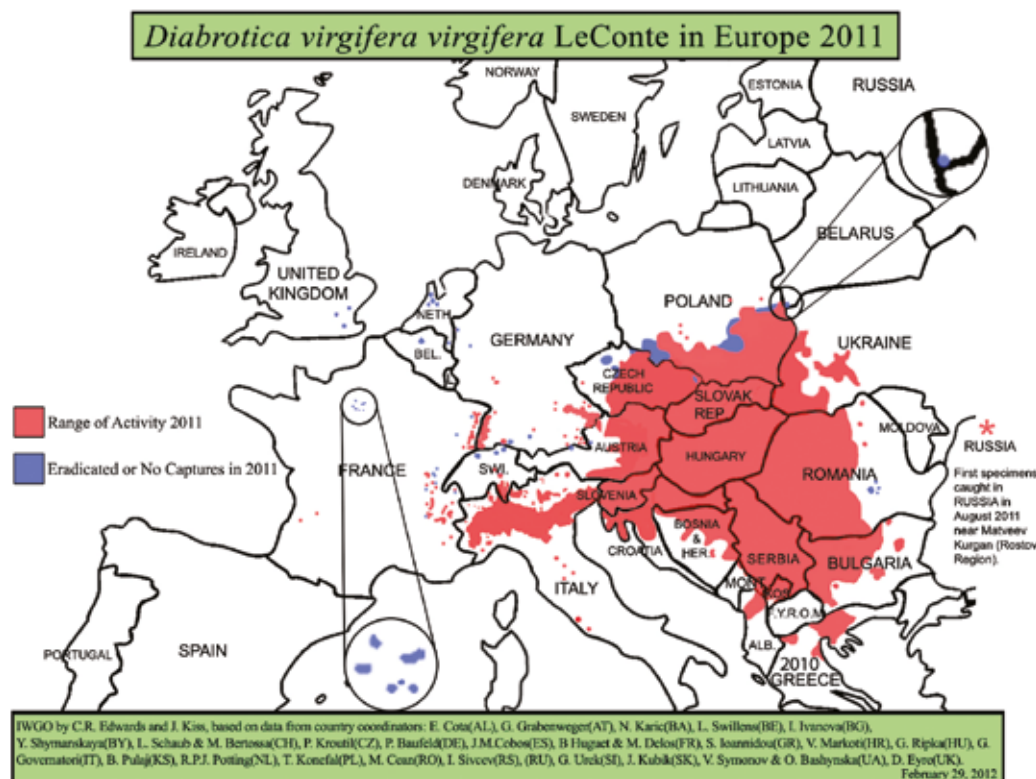 Diabrotica virgifera virgifera LeConte in Europe 2011
NORWAY
SWEDEN
ESTONIA
RUSSIA
LATVIA
LITHUANIA
DENMARK
BELARUS
IRELAND
UNITED
KINGDOM
NETH.
BEL.
GERMANY
POLAND
UKRAINE
CZECH
REPUBLIC
SLOVAK
REP.
MOLDOVA
Range of Activity 2011
Eradicated or No Captures in 2011
FRANCE
SWI.
AUSTRIA
HUNGARY
ROMANIA
SLOVENIA
CROATIA
BOSNIA
&
HER.
SERBIA
BULGARIA
MONT.
KOS.
F.Y.R.O.M.
ALB.
ITALY
2010
GREECE
PORTUGAL
SPAIN
*
RUSSIA
First specimens
caught in
RUSSIA in
August 2011
near Matveev
Kurgan (Rostov
Region).
IWGO by C.R. Edwards and J. Kiss, based on data from country coordinators: E. Cota(AL), G. Grabenweger(AT), N. Karic(BA), L. Swillens(BE), I. Ivanova(BG),
Y. Shymanskaya(BY), L. Schaub & M. Bertossa(CH), P. Kroutil(CZ), P. Baufeld(DE), J.M.Cobos(ES), B Huguet & M. Delos(FR), S. Ioannidou(GR), V. Markoti(HR), G. Ripka(HU), G.
Governatori(IT), B. Pulaj(KS), R.P.J. Potting(NL), T. Konefal(PL), M. Cean(RO), I. Sivcev(RS), (RU), G. Urek(SI), J. Kubik(SK), V. Symonov & O. Bashynska(UA), D. Eyre(UK).
February 29, 2012